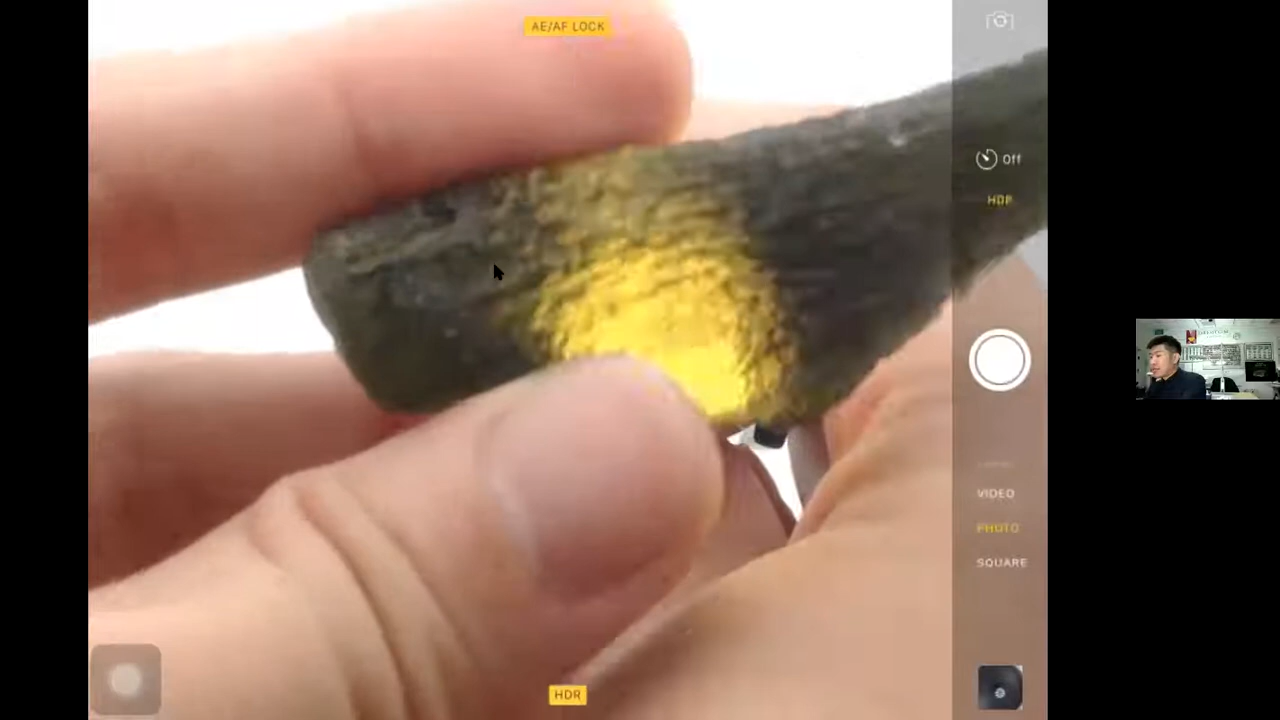 AE/AF LOCK
Off
HDR
VIDEO
PHOTO
SQUARE
HDR